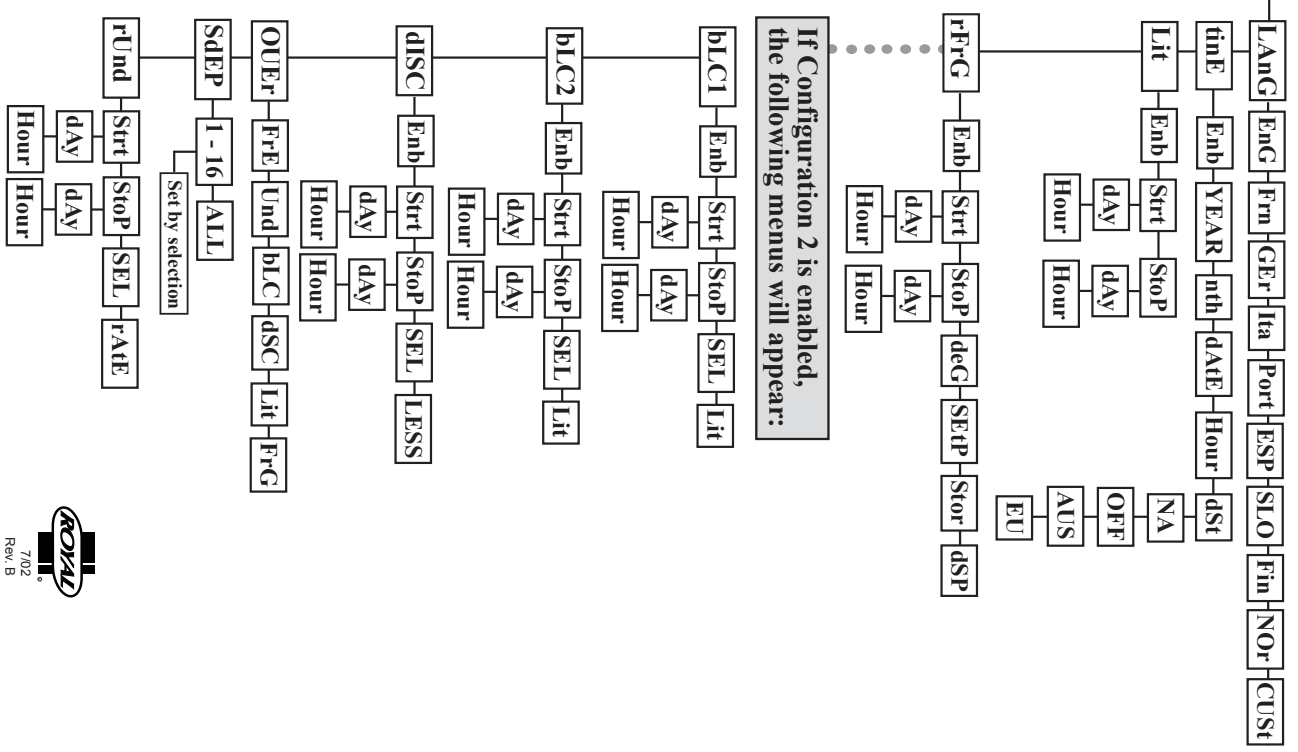 LAnG EnG Frn GEr Ita Port ESP SLO Fin NOr CUSt
tinE Enb YEAR nth dAtE Hour dSt
NA
OFF
AUS
EU
Lit Enb Strt StoP
dAy dAy
Hour Hour
rFrG Enb Strt StoP deG SEtP Stor dSP
dAy dAy
Hour Hour
If Configuration 2 is enabled,
the following menus will appear:
bLC1 Enb Strt StoP SEL Lit
dAy dAy
Hour Hour
bLC2 Enb Strt StoP SEL Lit
dAy dAy
Hour Hour
dISC Enb Strt StoP SEL LESS
dAy dAy
Hour Hour
OUEr FrE Und bLC dSC Lit FrG
SdEP 1 - 16 ALL
Set by selection
rUnd Strt StoP SEL rAtE
dAy dAy
Hour Hour
ROYAL
7/02
Rev. B